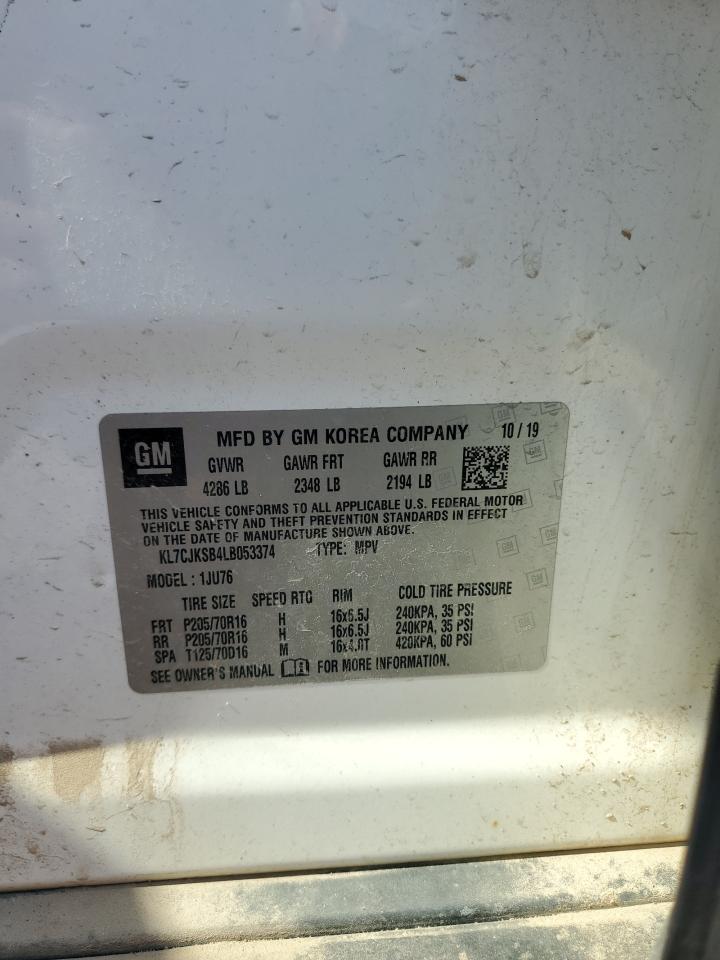 GM MFD BY GM KOREA COMPANY 10 / 19
GVWR GAWR FRT GAWR RR
4286 LB 2348 LB 2194 LB
THIS VEHICLE CONFORMS TO ALL APPLICABLE U.S. FEDERAL MOTOR
VEHICLE SAFETY AND THEFT PREVENTION STANDARDS IN EFFECT
ON THE DATE OF MANUFACTURE SHOWN ABOVE.
KL7CJKSB4LB053374 TYPE: MPV
MODEL : 1JU76
TIRE SIZE SPEED RTG RIM COLD TIRE PRESSURE
FRT P205/70R16 H 16x6.5J 240KPA, 35 PSI
RR P205/70R16 H 16x6.5J 240KPA, 35 PSI
SPA T125/70D16 M 16x4.0T 420KPA, 60 PSI
SEE OWNER'S MANUAL FOR MORE INFORMATION.